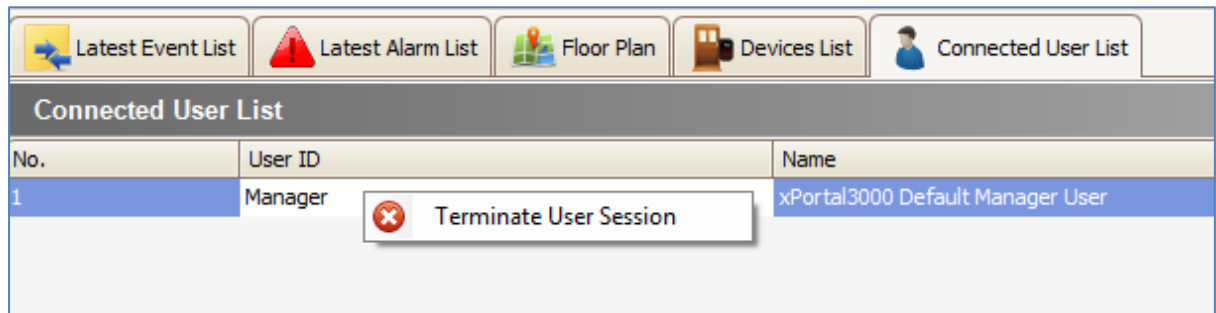 Latest Event List Latest Alarm List Floor Plan Devices List Connected User List
Connected User List
No. User ID Name
1 Manager xPortal3000 Default Manager User
Terminate User Session